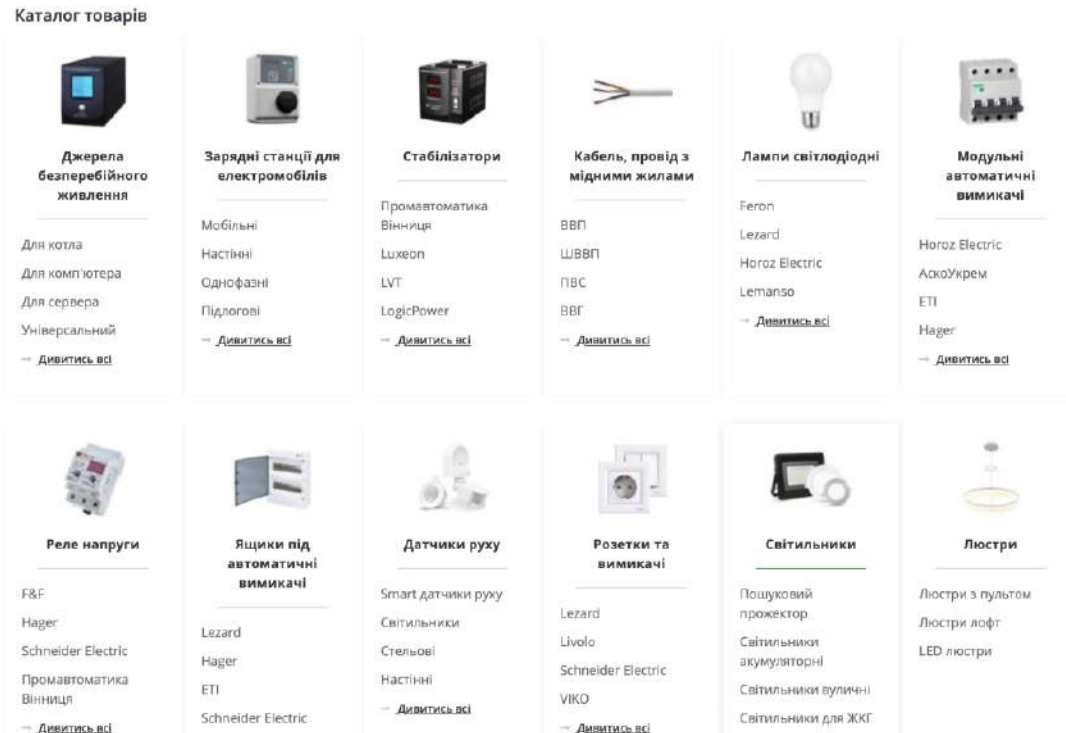 Каталог товарів
Джерела
безперебійного
живлення
Для котла
Для комп'ютера
Для сервера
Універсальний
→ Дивитись всі
Зарядні станції для
електромобілів
Мобільні
Настінні
Однофазні
Підлогові
→ Дивитись всі
Стабілізатори
Промавтоматика
Вінниця
Luxeon
LVT
LogicPower
→ Дивитись всі
Кабель, провід з
мідними жилами
ВВП
ШВВП
ПВС
ВВГ
→ Дивитись всі
Лампи світлодіодні
Feron
Lezard
Horoz Electric
Lemanso
→ Дивитись всі
Модульні
автоматичні
вимикачі
Horoz Electric
АскоУкрем
ETI
Hager
→ Дивитись всі
Реле напруги
F&F
Hager
Schneider Electric
Промавтоматика
Вінниця
→ Дивитись всі
Ящики під
автоматичні
вимикачі
Lezard
Hager
ETI
Schneider Electric
Датчики руху
Smart датчики руху
Світильники
Стельові
Настінні
→ Дивитись всі
Розетки та
вимикачі
Lezard
Livolo
Schneider Electric
VIKO
→ Дивитись всі
Світильники
Пошуковий
прожектор
Світильники
акумуляторні
Світильники вуличні
Світильники для ЖКГ
Люстри
Люстри з пультом
Люстри лофт
LED люстри